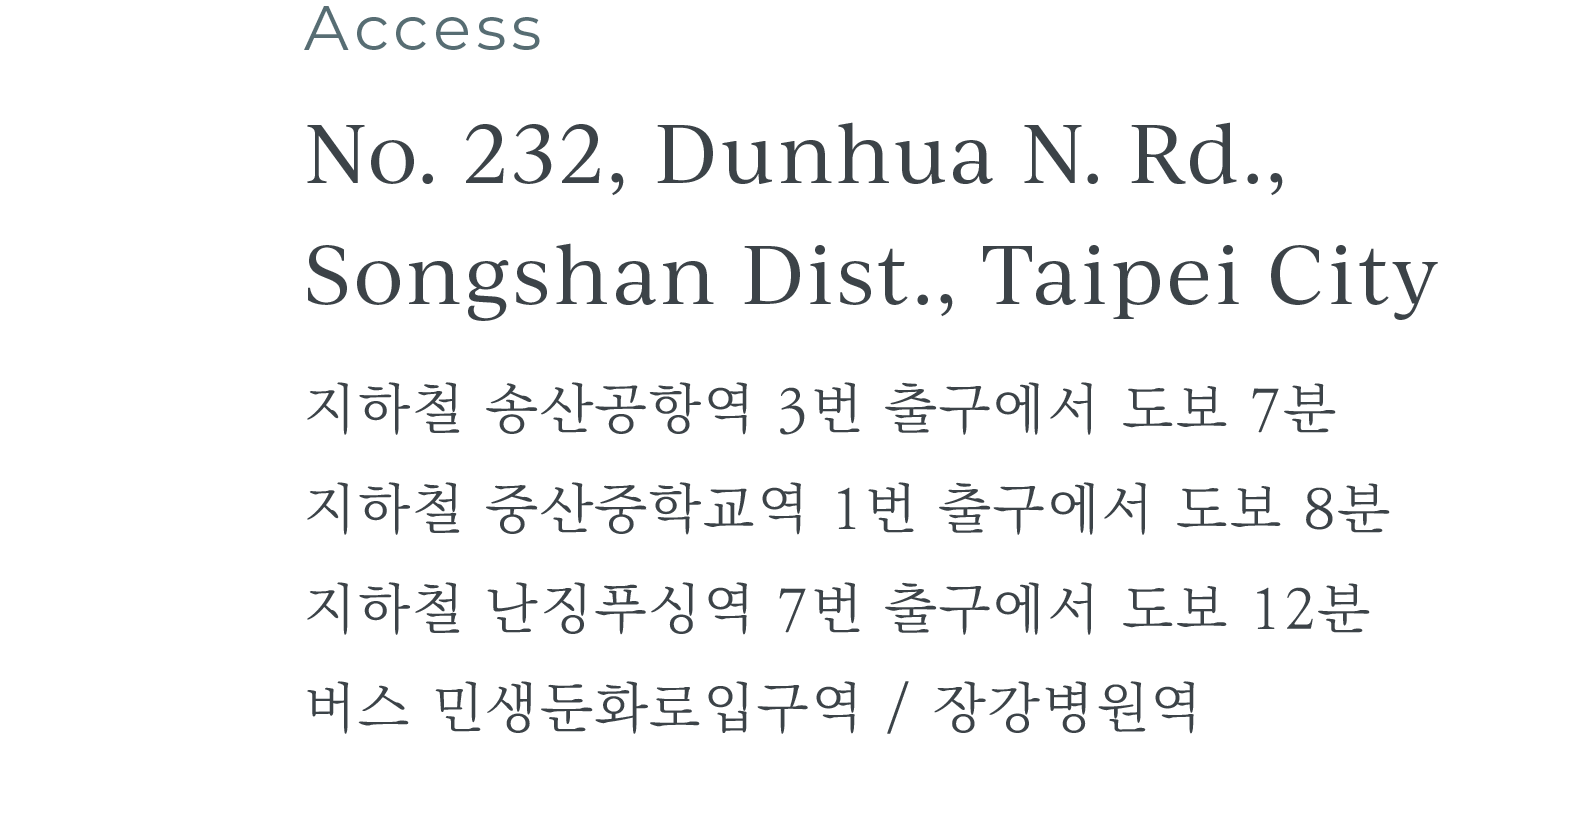 Access
No. 232, Dunhua N. Rd.,
Songshan Dist., Taipei City
지하철 송산공항역 3번 출구에서 도보 7분
지하철 중산중학교역 1번 출구에서 도보 8분
지하철 난징푸싱역 7번 출구에서 도보 12분
버스 민생둔화로입구역 / 장강병원역